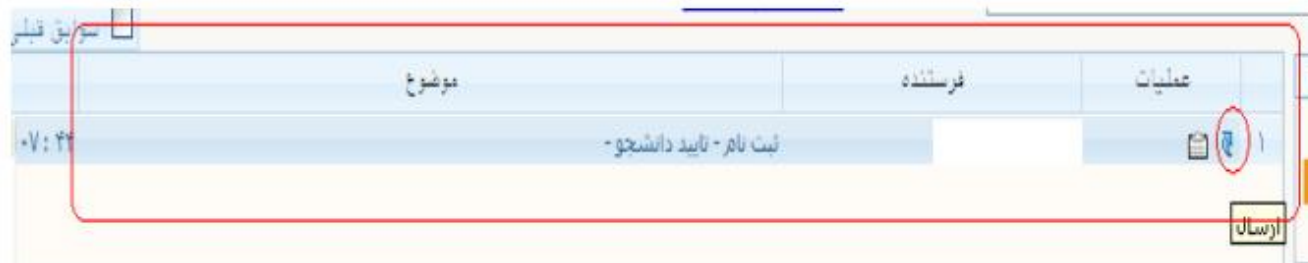 سوابق قبلی
عملیات فرستنده موضوع
۱ ثبت نام - تایید دانشجو - ۰۷:۴۴
ارسال